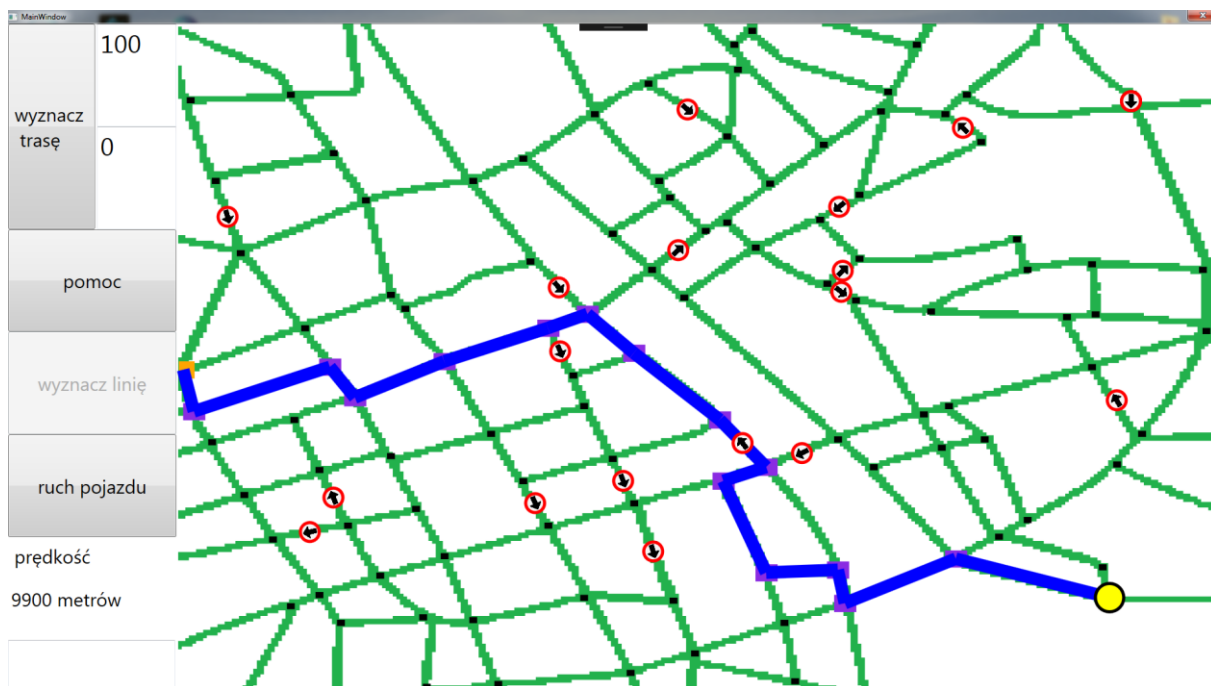 MainWindow
wyznacz
trasę
100
0
pomoc
wyznacz linię
ruch pojazdu
prędkość
9900 metrów